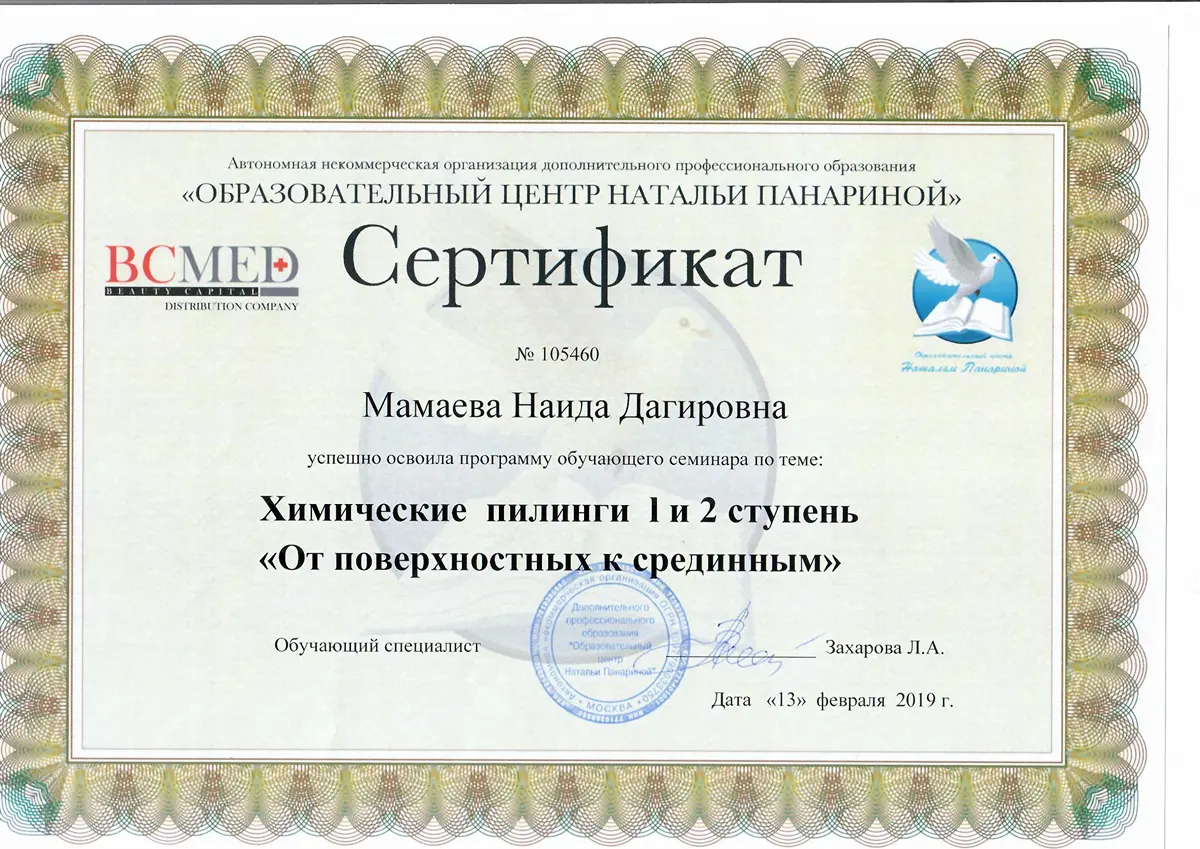 Автономная некоммерческая организация дополнительного профессионального образования
«ОБРАЗОВАТЕЛЬНЫЙ ЦЕНТР НАТАЛЬИ ПАНАРИНОЙ»
BCMED
BEAUTY CAPITAL
DISTRIBUTION COMPANY
Сертификат
Образовательный центр
Натальи Панариной
№ 105460
Мамаева Наида Дагировна
успешно освоила программу обучающего семинара по теме:
Химические пилинги 1 и 2 ступень
«От поверхностных к срединным»
Обучающий специалист
Захарова Л.А.
Дополнительного
профессионального
образования
"Образовательный
центр
Натальи Панариной"
Автономная некоммерческая организация ОГРН
МОСКВА
Дата «13» февраля 2019 г.